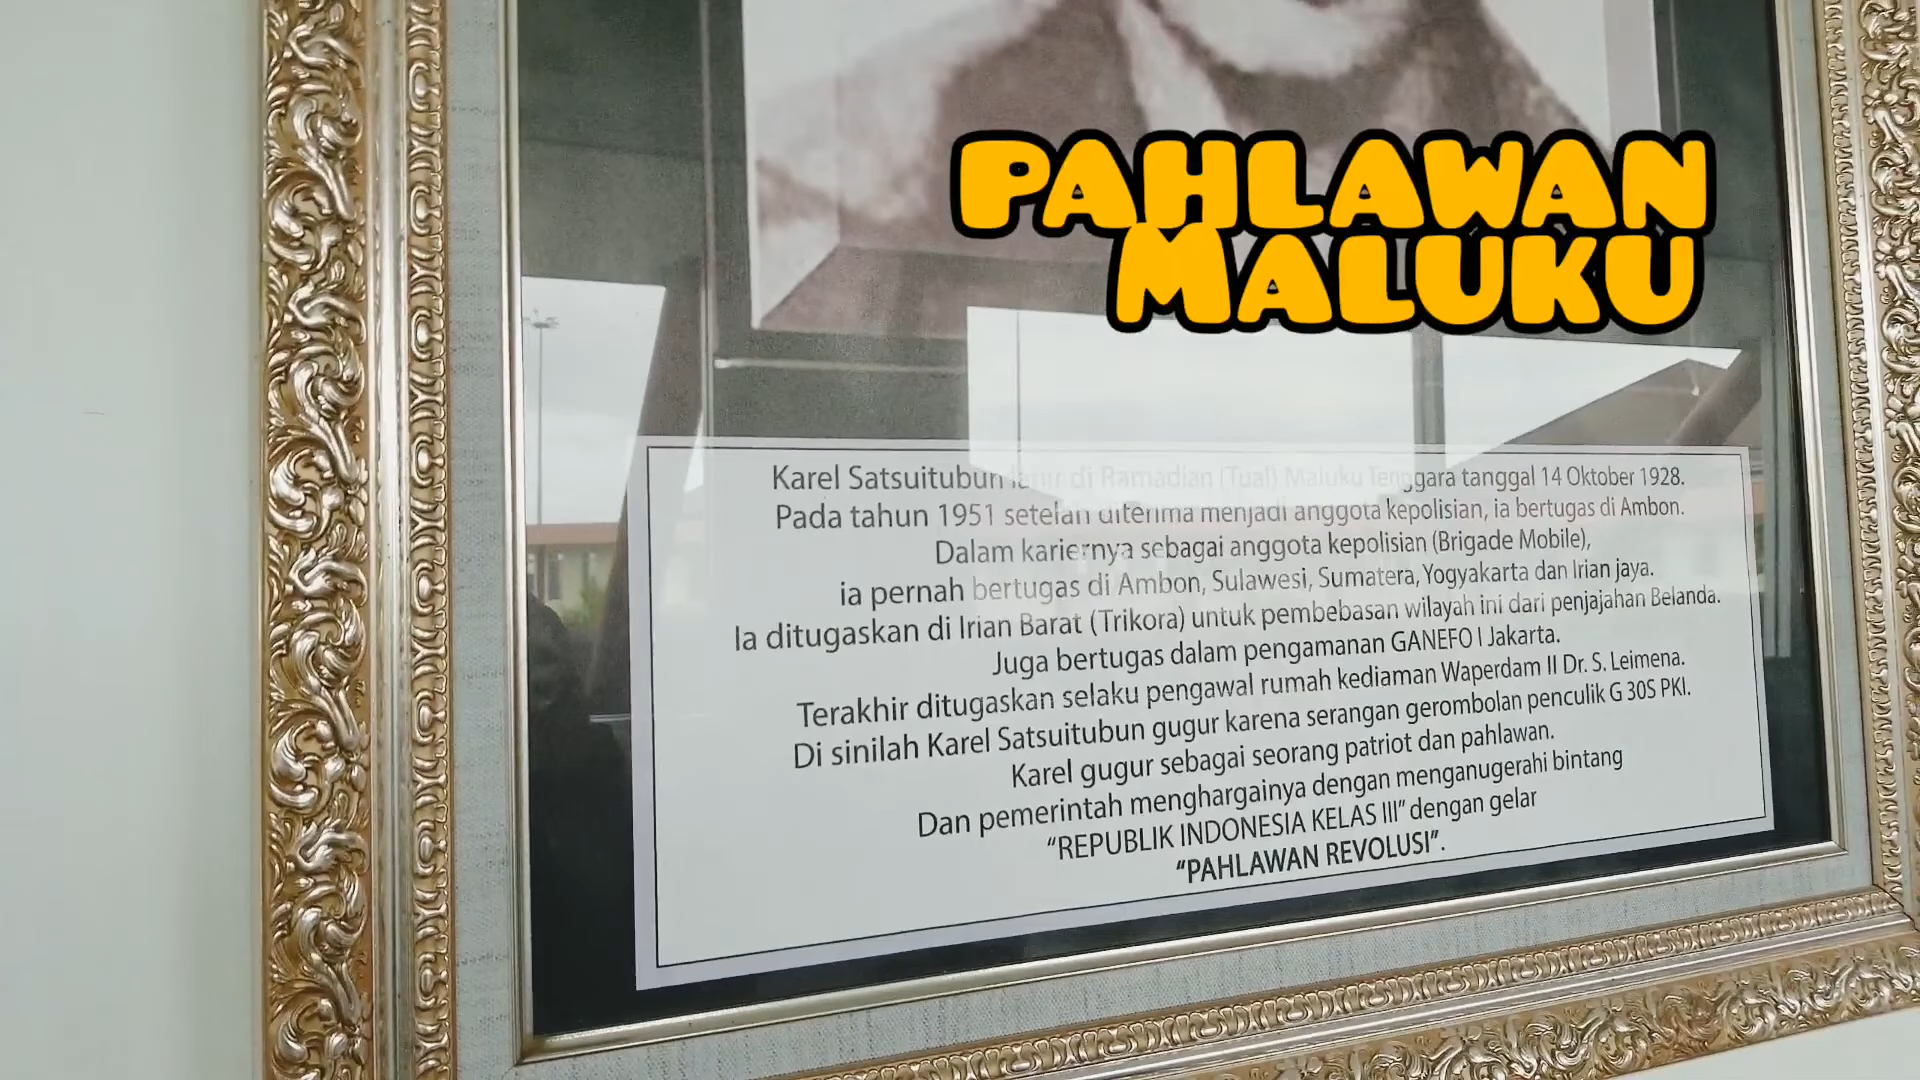 PAHLAWAN
MALUKU
Karel Satsuitubun lahir di Ramadian (Tual) Maluku Tenggara tanggal 14 Oktober 1928.
Pada tahun 1951 setelah diterima menjadi anggota kepolisian, ia bertugas di Ambon.
Dalam kariernya sebagai anggota kepolisian (Brigade Mobile),
ia pernah bertugas di Ambon, Sulawesi, Sumatera, Yogyakarta dan Irian jaya.
Ia ditugaskan di Irian Barat (Trikora) untuk pembebasan wilayah ini dari penjajahan Belanda.
Juga bertugas dalam pengamanan GANEFO I Jakarta.
Terakhir ditugaskan selaku pengawal rumah kediaman Waperdam II Dr. S. Leimena.
Di sinilah Karel Satsuitubun gugur karena serangan gerombolan penculik G 30S PKI.
Karel gugur sebagai seorang patriot dan pahlawan.
Dan pemerintah menghargainya dengan menganugerahi bintang
“REPUBLIK INDONESIA KELAS III” dengan gelar
“PAHLAWAN REVOLUSI”.